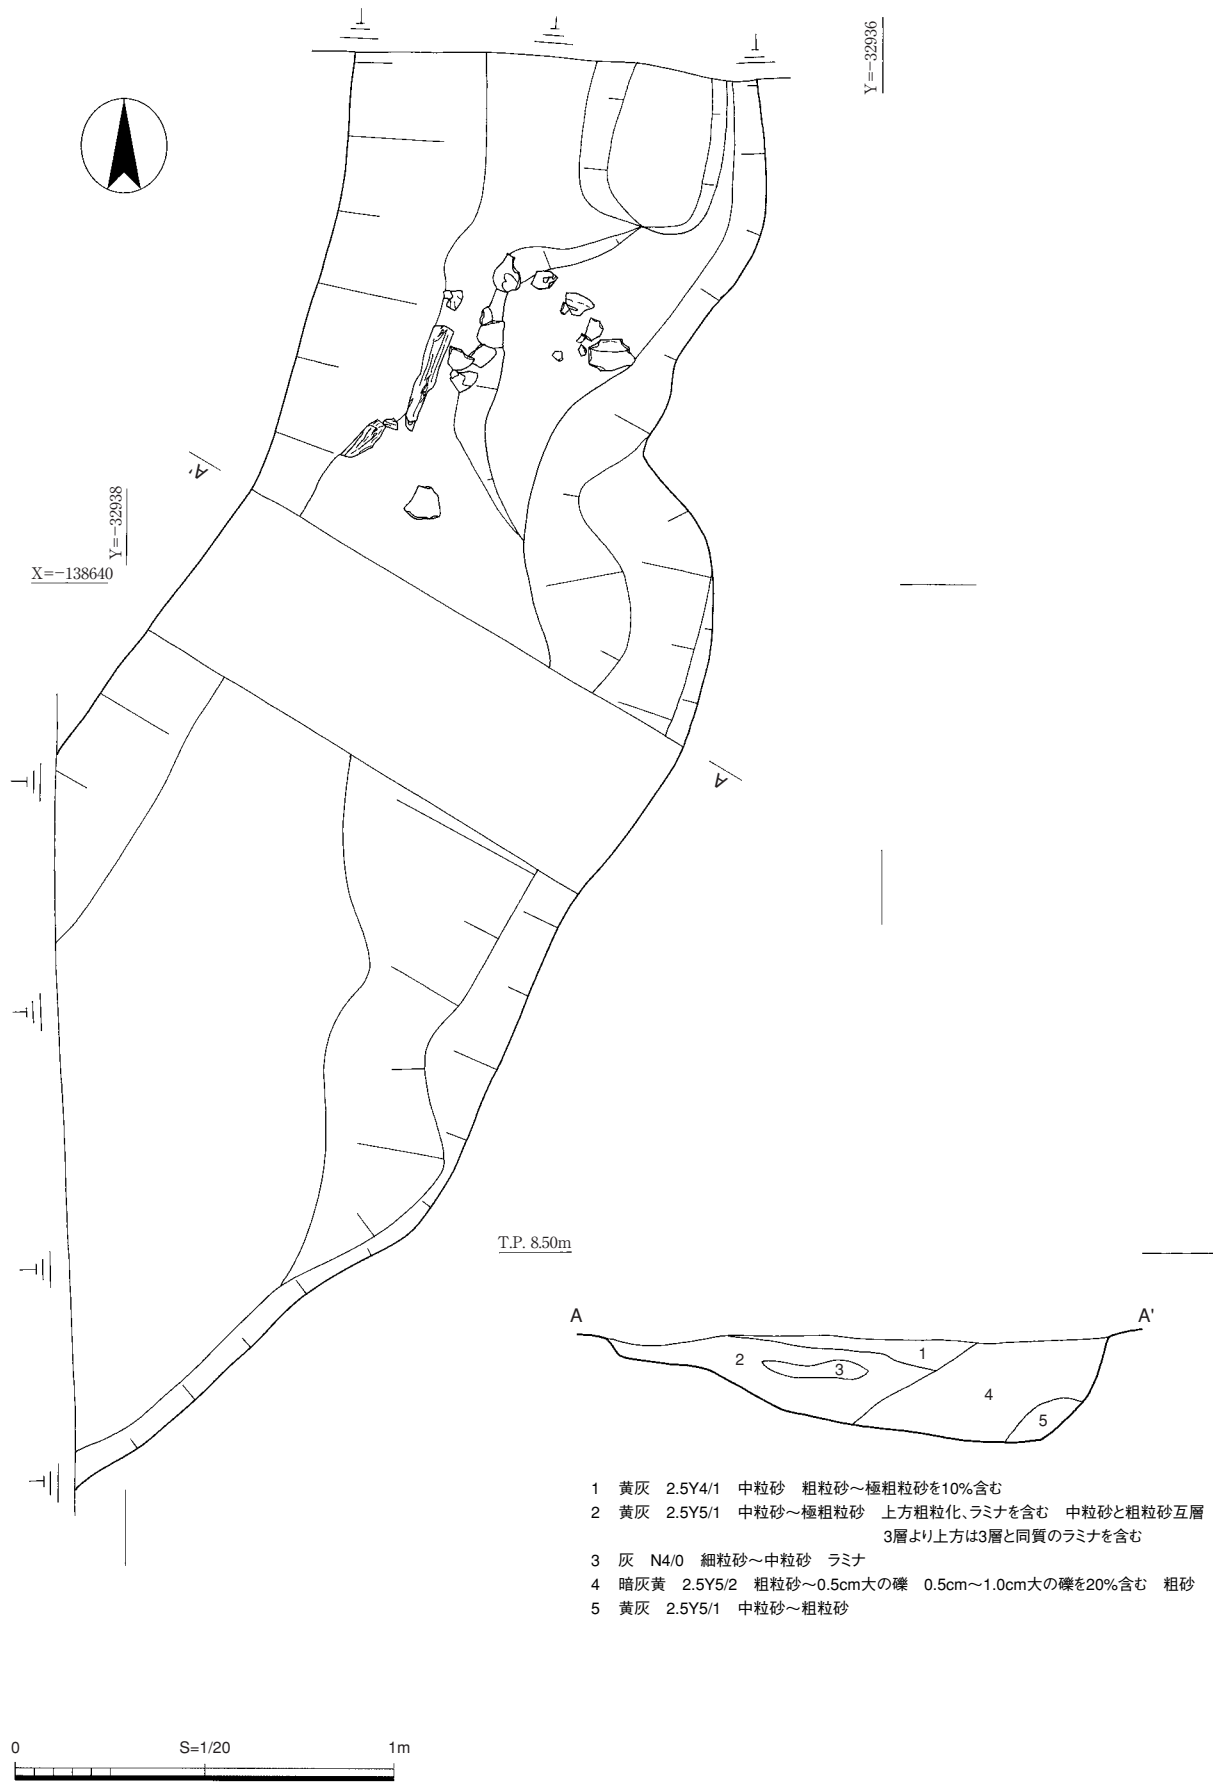 Y=-32936
A'
Y=-32938
X=-138640
A
T.P. 8.50m
A A'
1
2
3
4
5
1 黄灰 2.5Y4/1 中粒砂 粗粒砂～極粗粒砂を10%含む
2 黄灰 2.5Y5/1 中粒砂～極粗粒砂 上方粗粒化、ラミナを含む 中粒砂と粗粒砂互層
3層より上方は3層と同質のラミナを含む
3 灰 N4/0 細粒砂～中粒砂 ラミナ
4 暗灰黄 2.5Y5/2 粗粒砂～0.5cm大の礫 0.5cm～1.0cm大の礫を20%含む 粗砂
5 黄灰 2.5Y5/1 中粒砂～粗粒砂
0 S=1/20 1m